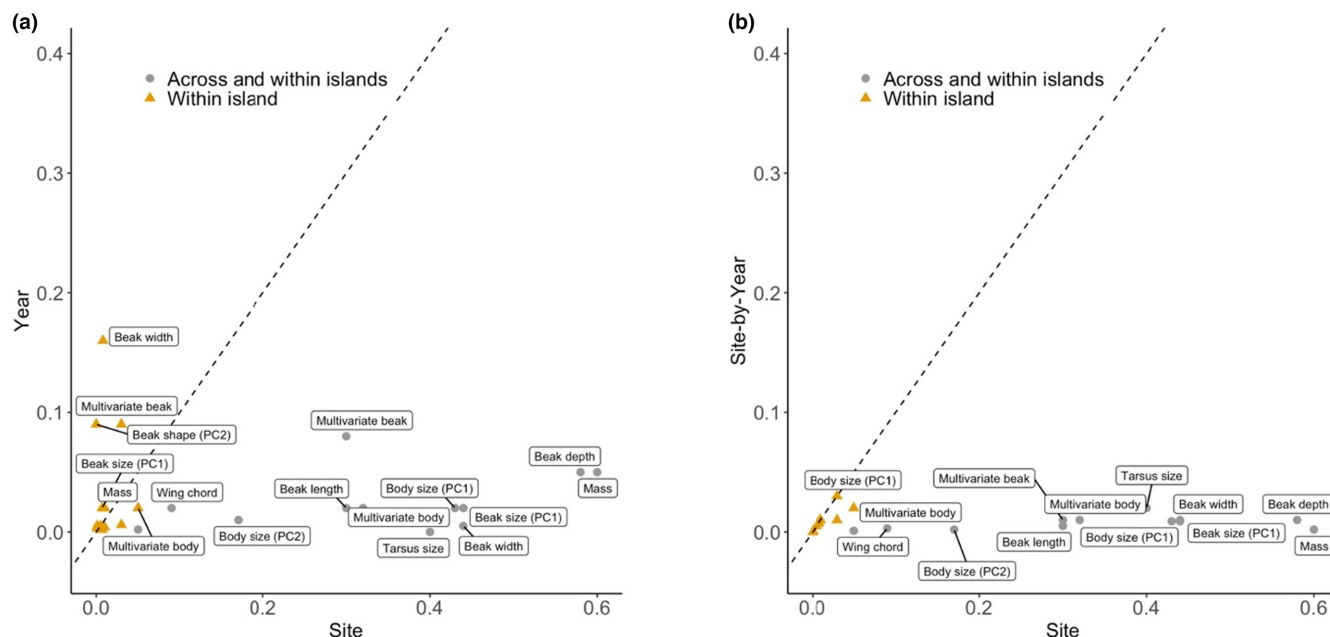 (a)
0.4
0.3
0.2
0.1
0.0
Year
Across and within islands
Within island
Beak width
Multivariate beak
Beak shape (PC2)
Beak size (PC1)
Mass
Wing chord
Multivariate body
Body size (PC2)
Multivariate beak
Beak length
Body size (PC1)
Multivariate body
Beak size (PC1)
Tarsus size
Beak width
Beak depth
Mass
0.0
0.2
0.4
0.6
Site
(b)
0.4
0.3
0.2
0.1
0.0
Site-by-Year
Across and within islands
Within island
Body size (PC1)
Multivariate body
Wing chord
Body size (PC2)
Multivariate beak
Tarsus size
Multivariate body
Beak width
Beak depth
Beak length
Body size (PC1)
Beak size (PC1)
Mass
0.0
0.2
0.4
0.6
Site